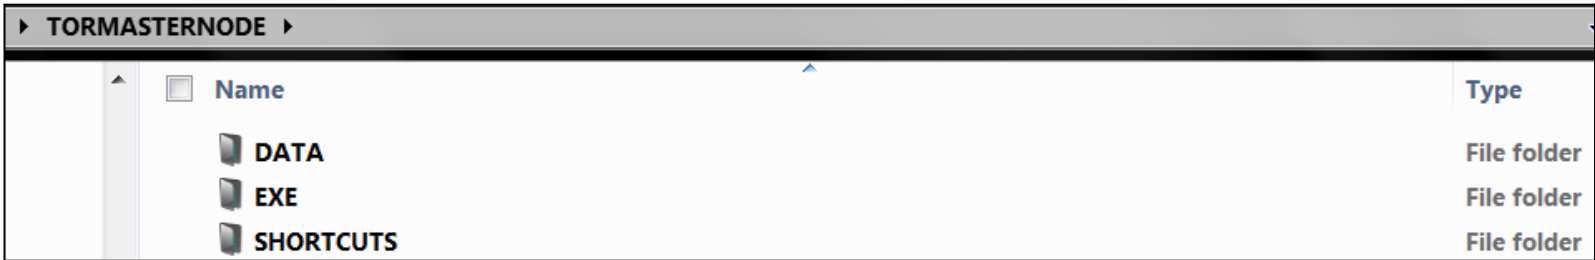 TORMASTERNODE
Name Type
DATA File folder
EXE File folder
SHORTCUTS File folder